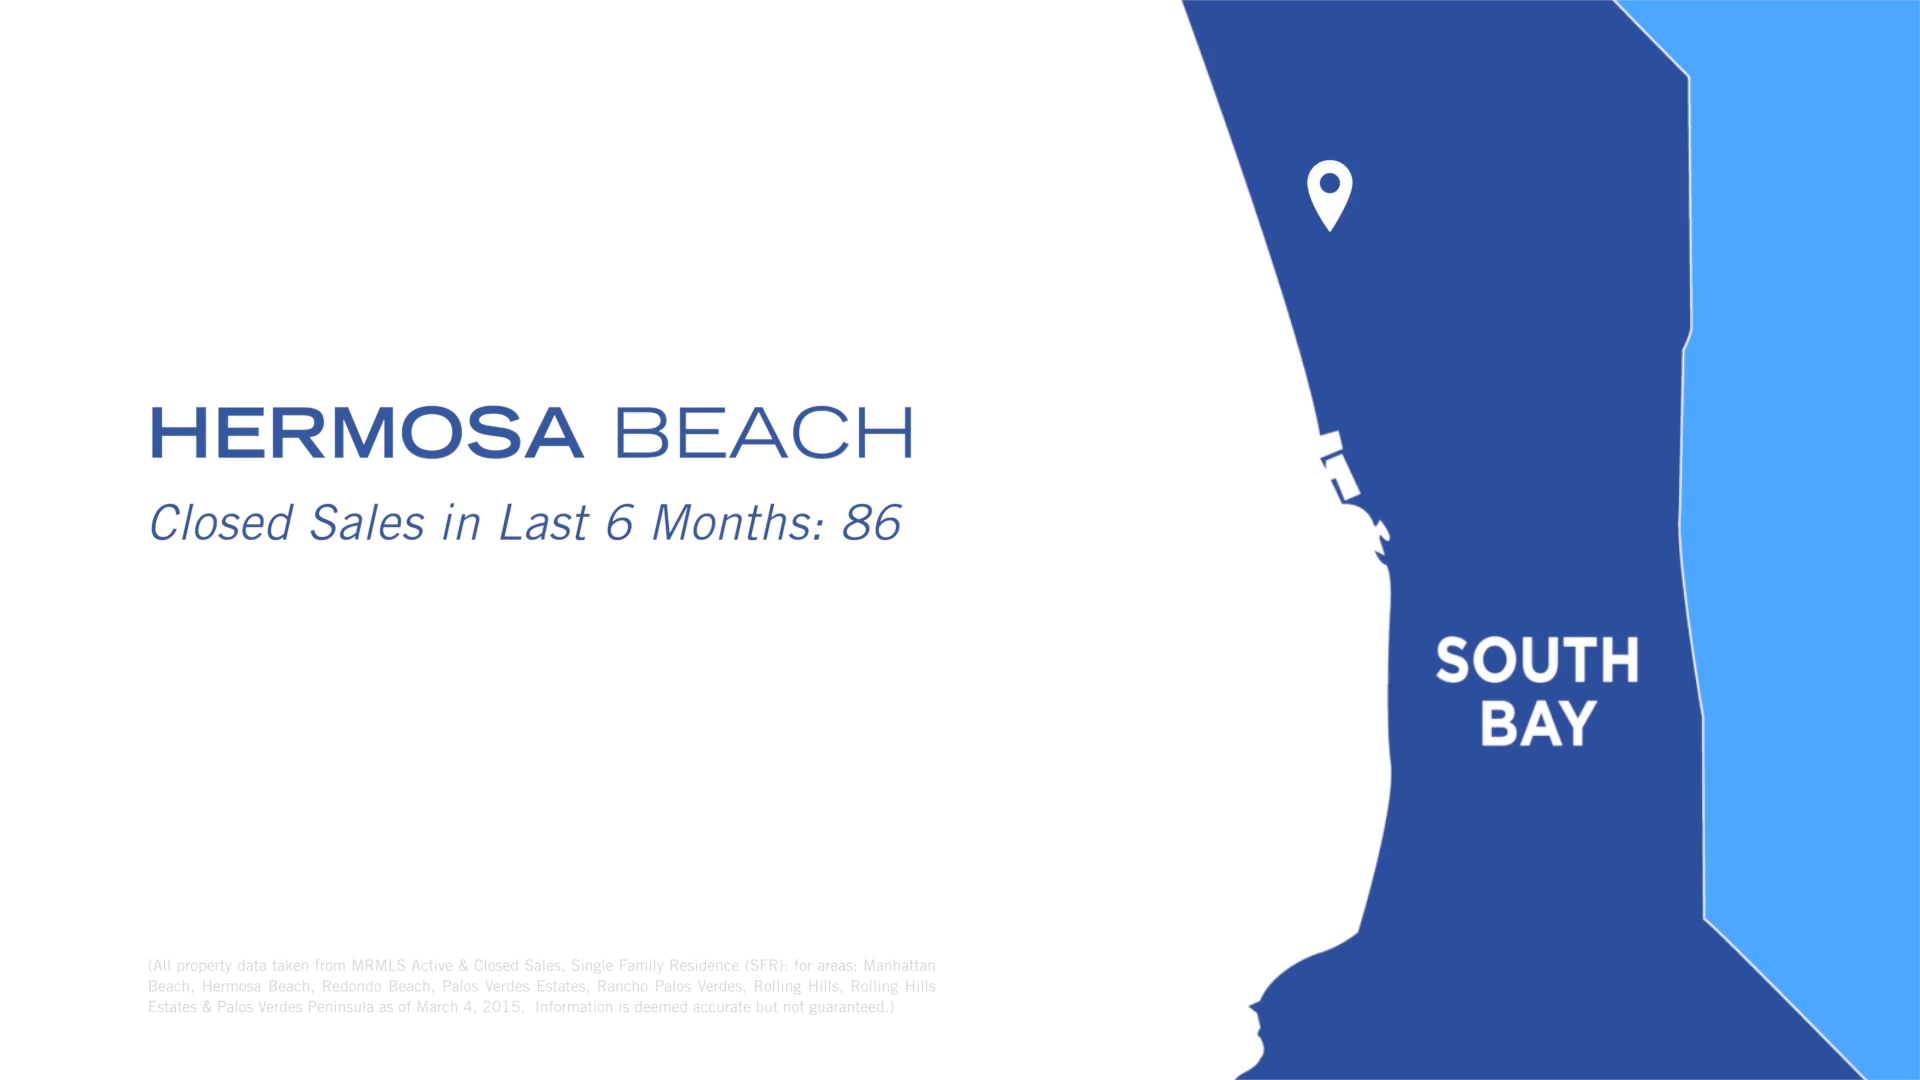 HERMOSA BEACH
Closed Sales in Last 6 Months: 86
SOUTH
BAY
(All property data taken from MRMLS Active & Closed Sales, Single Family Residence (SFR): for areas: Manhattan
Beach, Hermosa Beach, Redondo Beach, Palos Verdes Estates, Rancho Palos Verdes, Rolling Hills, Rolling Hills
Estates & Palos Verdes Peninsula as of March 4, 2015.  Information is deemed accurate but not guaranteed.)